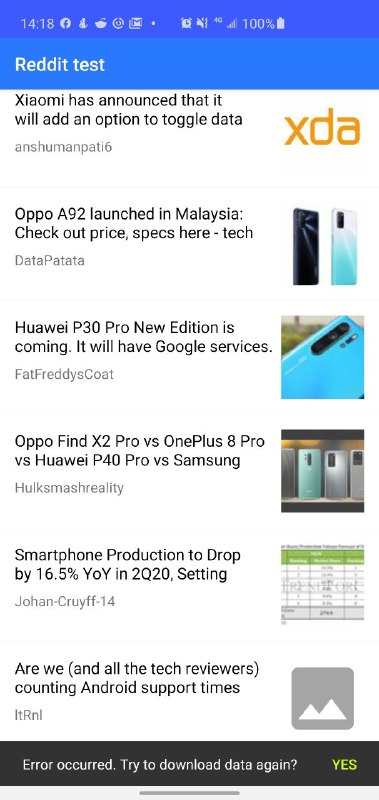 14:18 4G 100%
Reddit test
Xiaomi has announced that it
will add an option to toggle data
anshumanpati6
xda
Oppo A92 launched in Malaysia:
Check out price, specs here - tech
DataPatata
Huawei P30 Pro New Edition is
coming. It will have Google services.
FatFreddysCoat
Oppo Find X2 Pro vs OnePlus 8 Pro
vs Huawei P40 Pro vs Samsung
Hulksmashreality
Smartphone Production to Drop
by 16.5% YoY in 2Q20, Setting
Johan-Cruyff-14
Are we (and all the tech reviewers)
counting Android support times
ltRnl
Error occurred. Try to download data again? YES